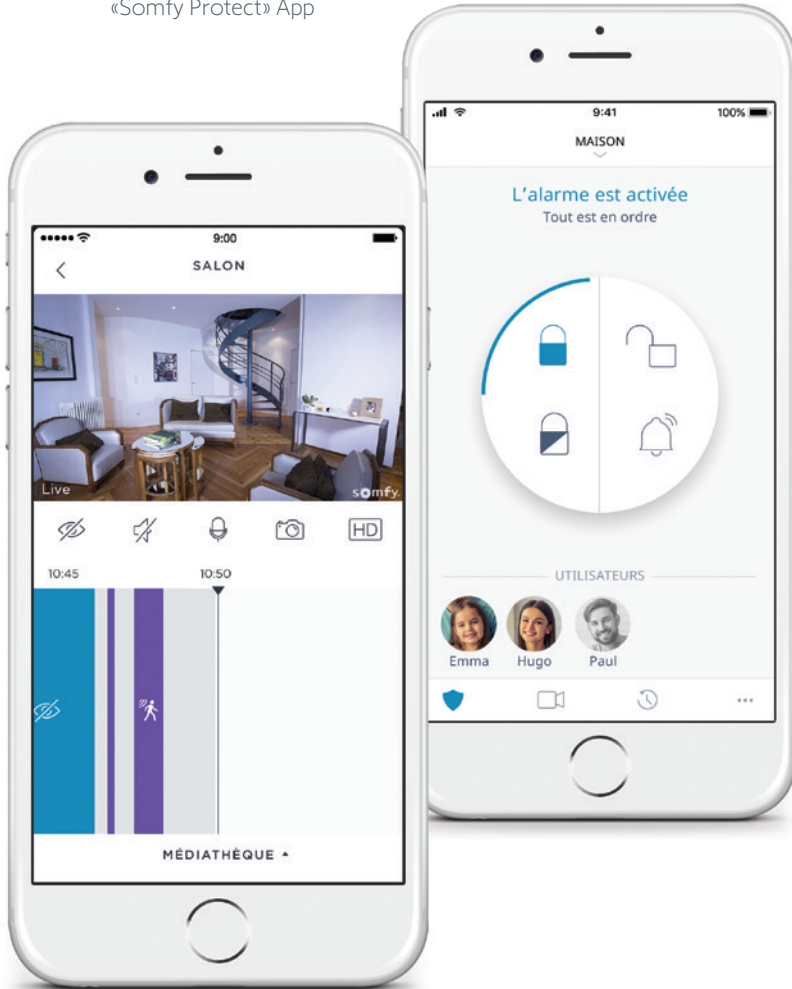 «Somfy Protect» App
9:41
100%
MAISON
L'alarme est activée
Tout est en ordre
UTILISATEURS
Emma
Hugo
Paul
9:00
SALON
Live
somfy.
HD
10:45
10:50
MÉDIATHÈQUE